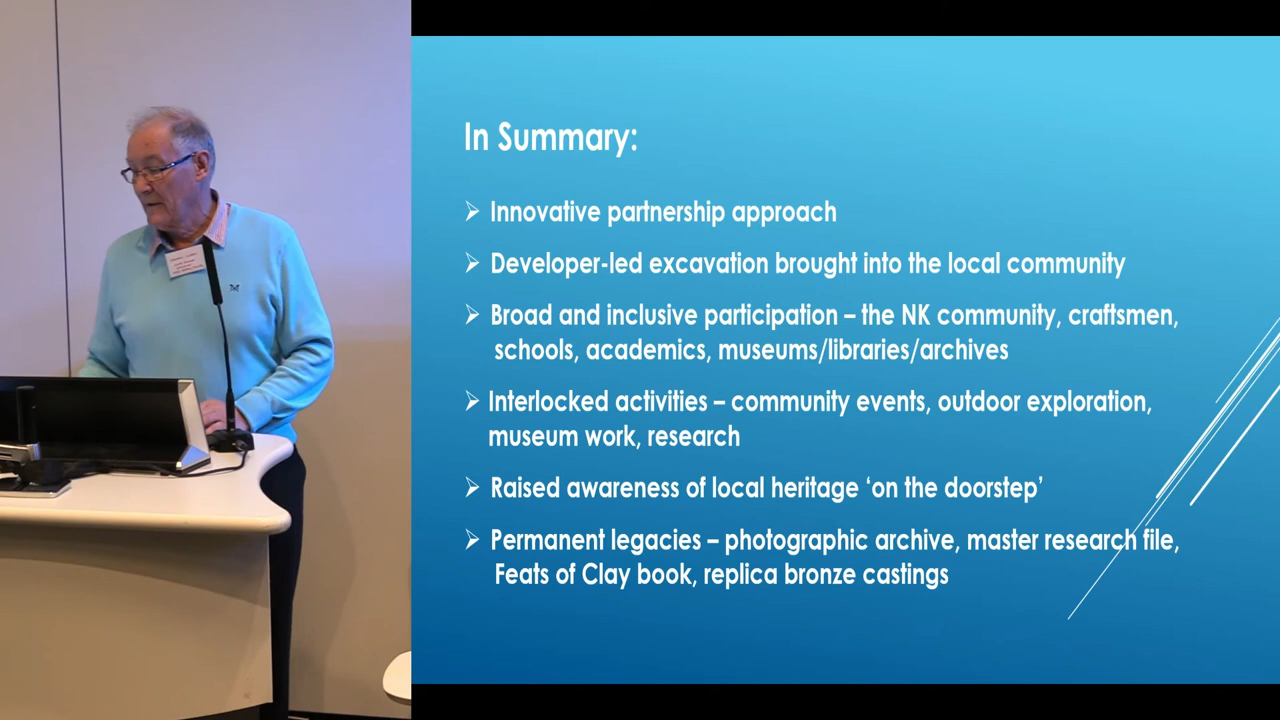 In Summary:
Innovative partnership approach
Developer-led excavation brought into the local community
Broad and inclusive participation – the NK community, craftsmen,
schools, academics, museums/libraries/archives
Interlocked activities – community events, outdoor exploration,
museum work, research
Raised awareness of local heritage ‘on the doorstep’
Permanent legacies – photographic archive, master research file,
Feats of Clay book, replica bronze castings